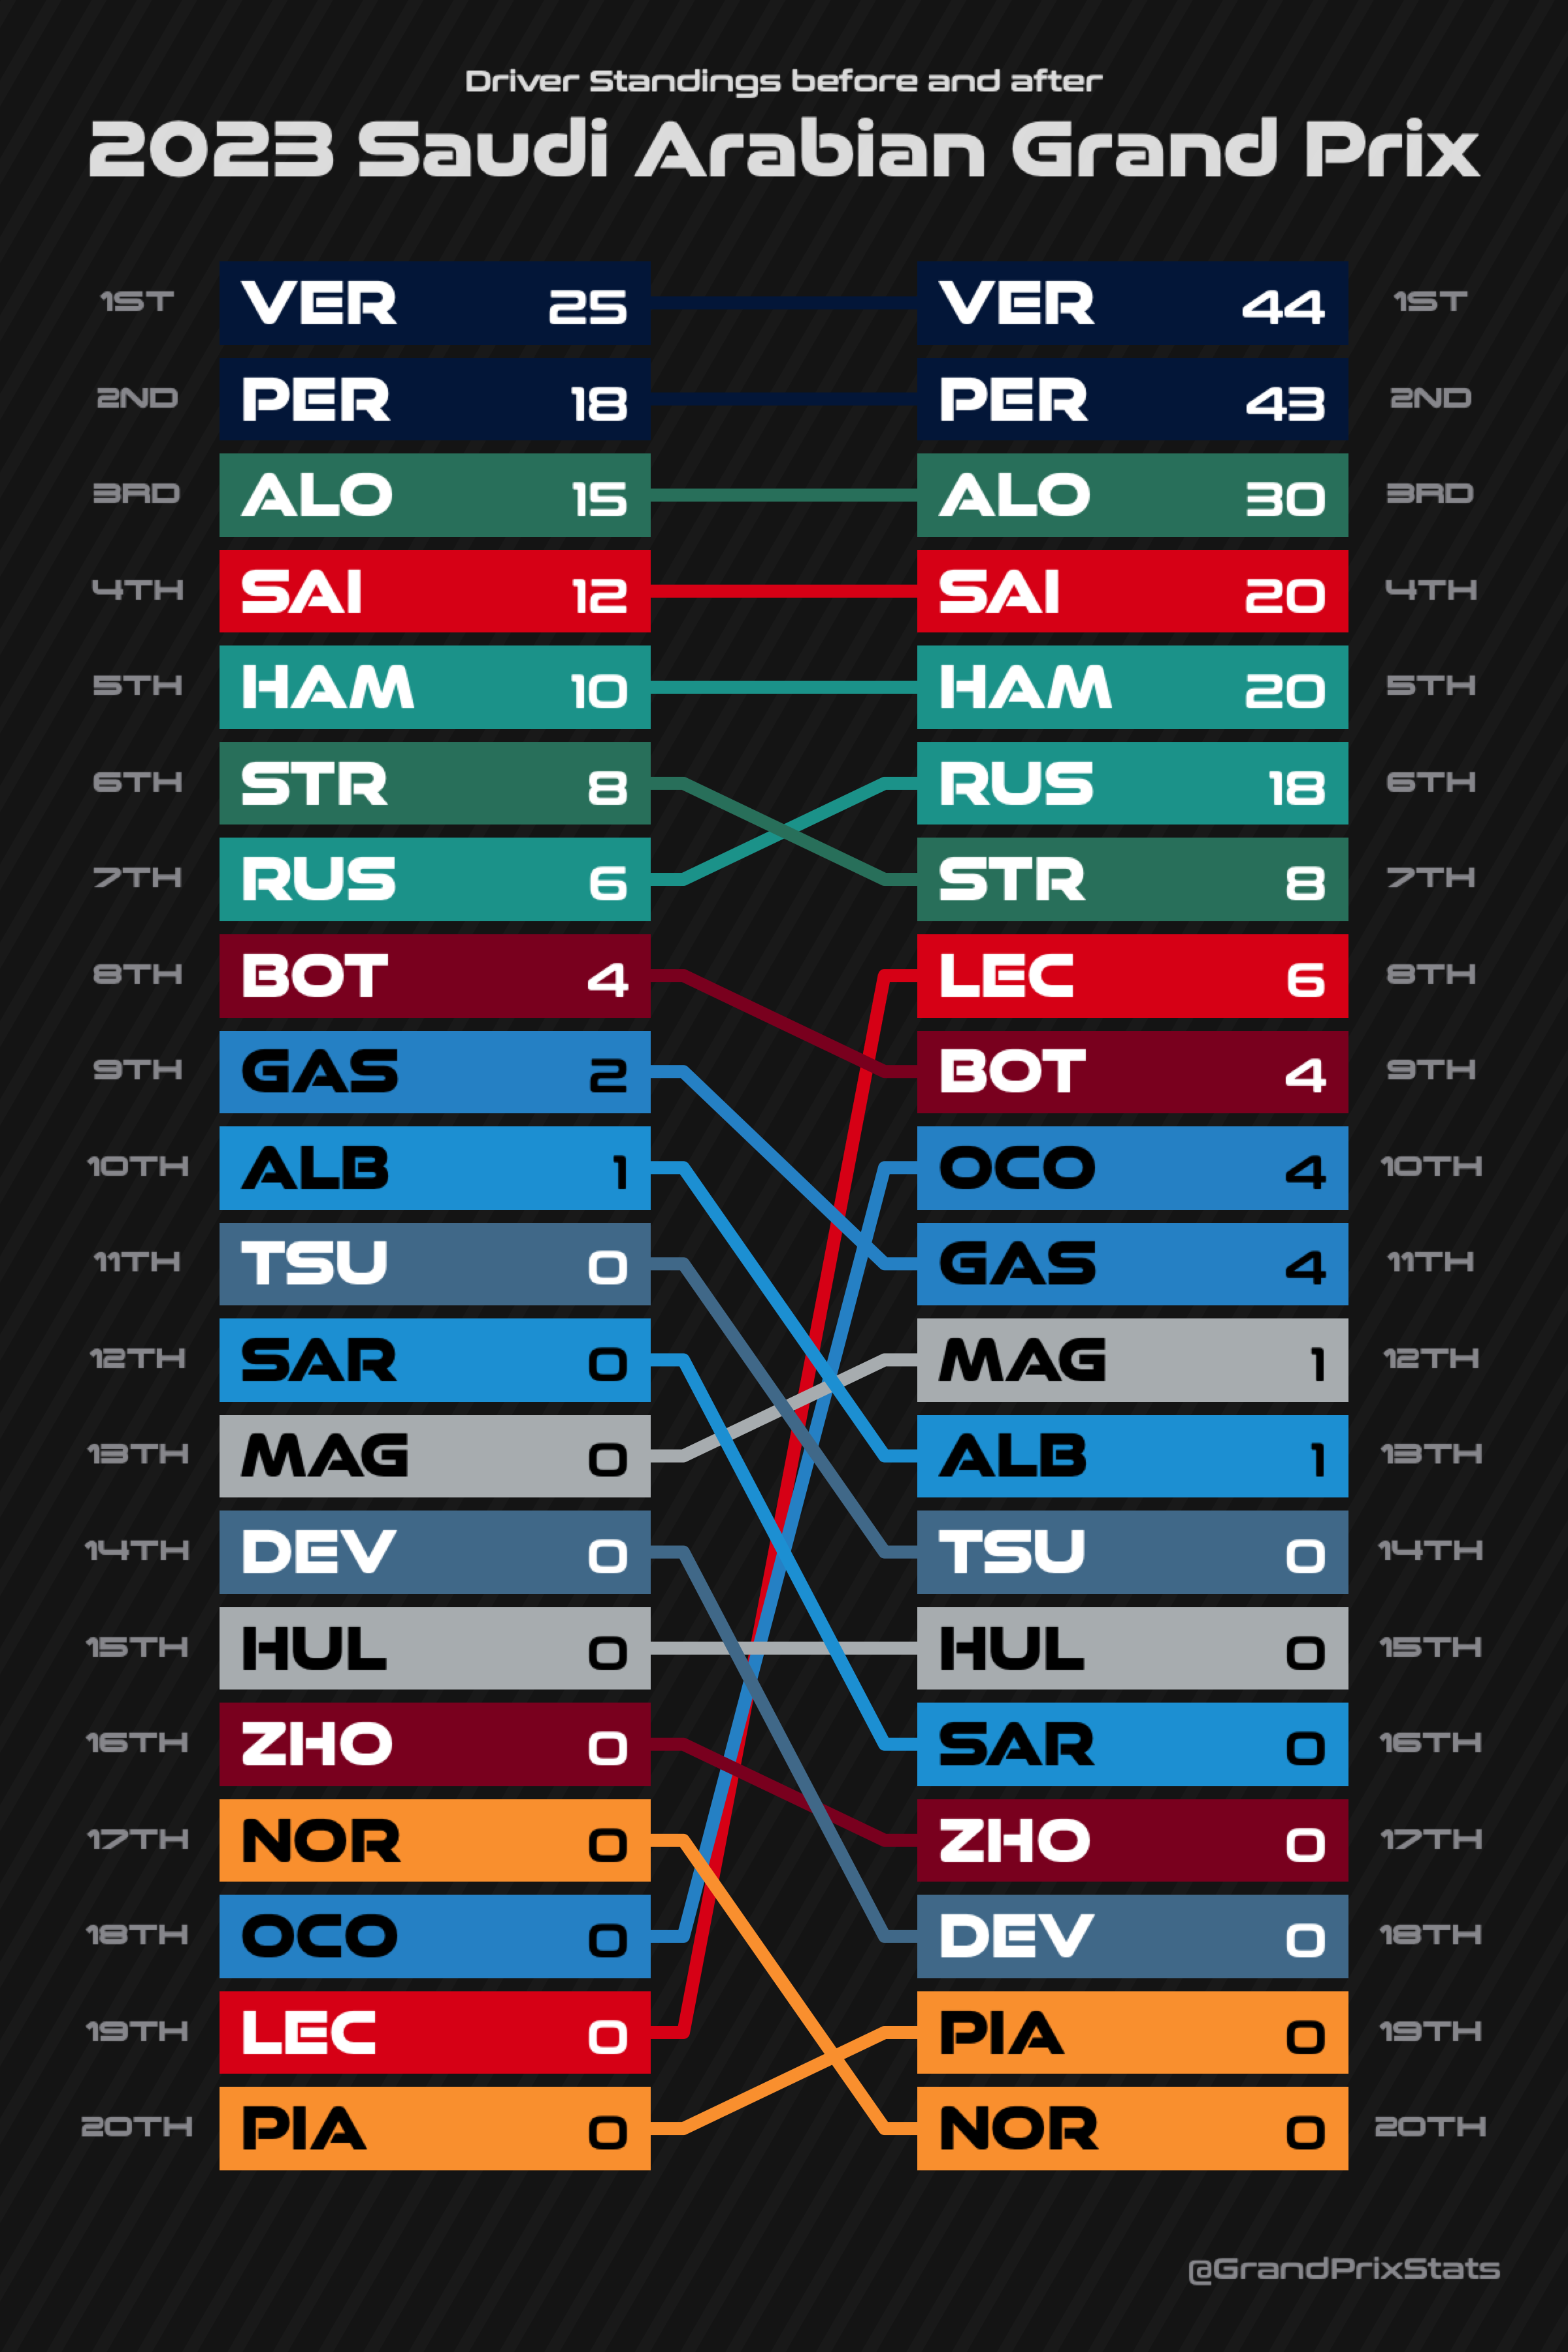 Driver Standings before and after
2023 Saudi Arabian Grand Prix
1ST VER 25 VER 44 1ST
2ND PER 18 PER 43 2ND
3RD ALO 15 ALO 30 3RD
4TH SAI 12 SAI 20 4TH
5TH HAM 10 HAM 20 5TH
6TH STR 8 RUS 18 6TH
7TH RUS 6 STR 8 7TH
8TH BOT 4 LEC 6 8TH
9TH GAS 2 BOT 4 9TH
10TH ALB 1 OCO 4 10TH
11TH TSU 0 GAS 4 11TH
12TH SAR 0 MAG 1 12TH
13TH MAG 0 ALB 1 13TH
14TH DEV 0 TSU 0 14TH
15TH HUL 0 HUL 0 15TH
16TH ZHO 0 SAR 0 16TH
17TH NOR 0 ZHO 0 17TH
18TH OCO 0 DEV 0 18TH
19TH LEC 0 PIA 0 19TH
20TH PIA 0 NOR 0 20TH
@GrandPrixStats